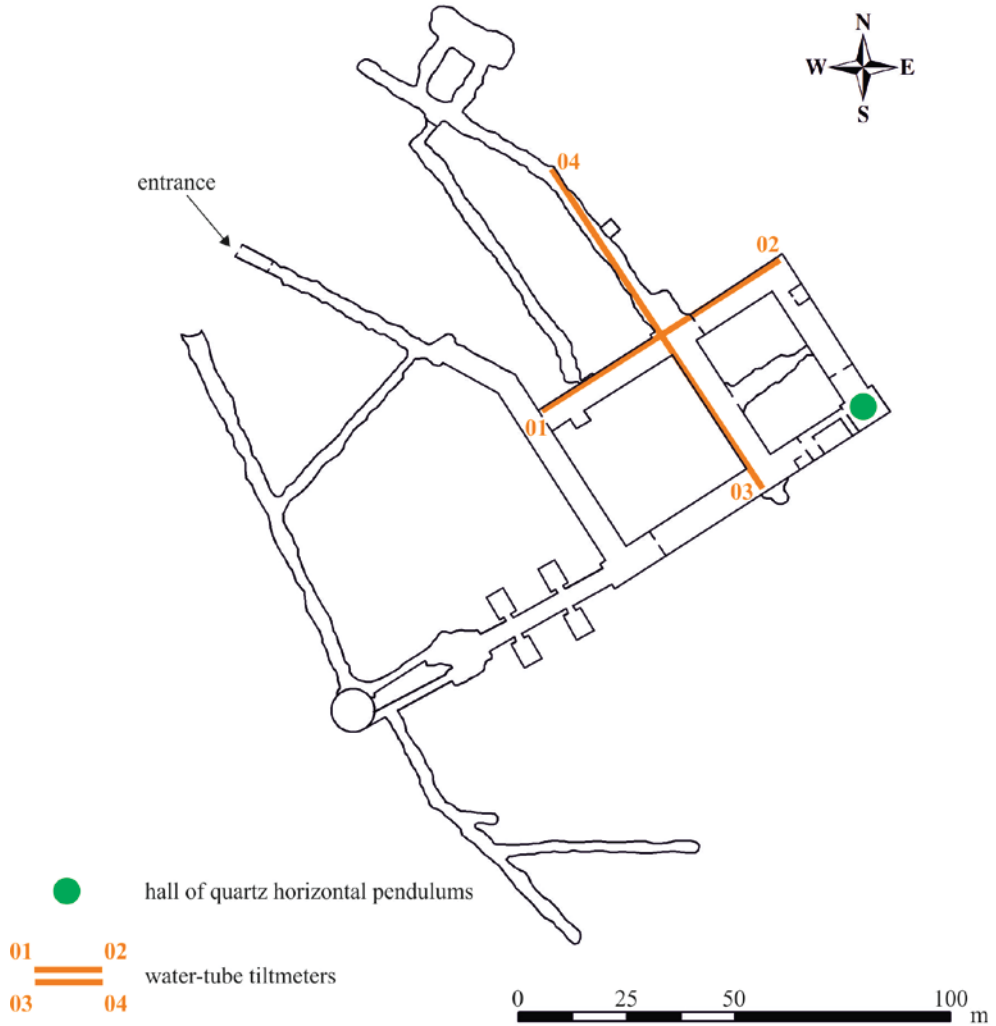 N
W E
S
04
entrance
02
01
03
hall of quartz horizontal pendulums
01 02
water-tube tiltmeters
03 04
0 25 50 100
m